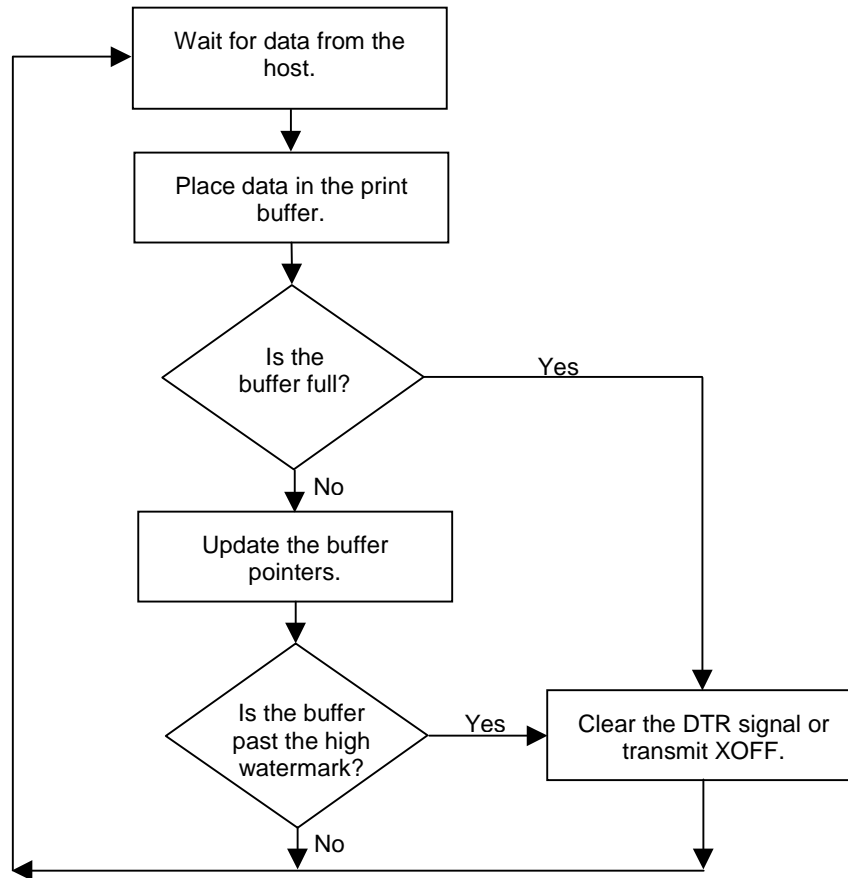 Wait for data from the
host.
Place data in the print
buffer.
Is the
buffer full?
Yes
No
Update the buffer
pointers.
Is the buffer
past the high
watermark?
Yes
Clear the DTR signal or
transmit XOFF.
No